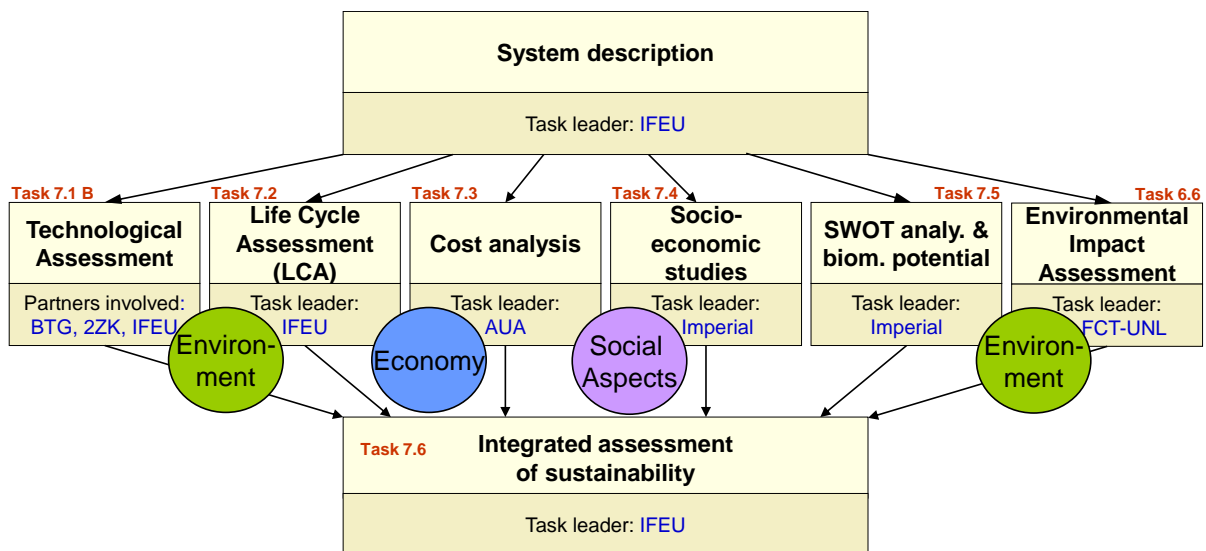 System description
Task leader: IFEU
Task 7.1 B
Technological
Assessment
Partners involved:
BTG, 2ZK, IFEU
Task 7.2
Life Cycle
Assessment
(LCA)
Task leader:
IFEU
Task 7.3
Cost analysis
Task leader:
AUA
Task 7.4
Socio-
economic
studies
Task leader:
Imperial
Task 7.5
SWOT analy. &
biom. potential
Task leader:
Imperial
Task 6.6
Environmental
Impact
Assessment
Task leader:
FCT-UNL
Environ-
ment
Economy
Social
Aspects
Environ-
ment
Task 7.6
Integrated assessment
of sustainability
Task leader: IFEU